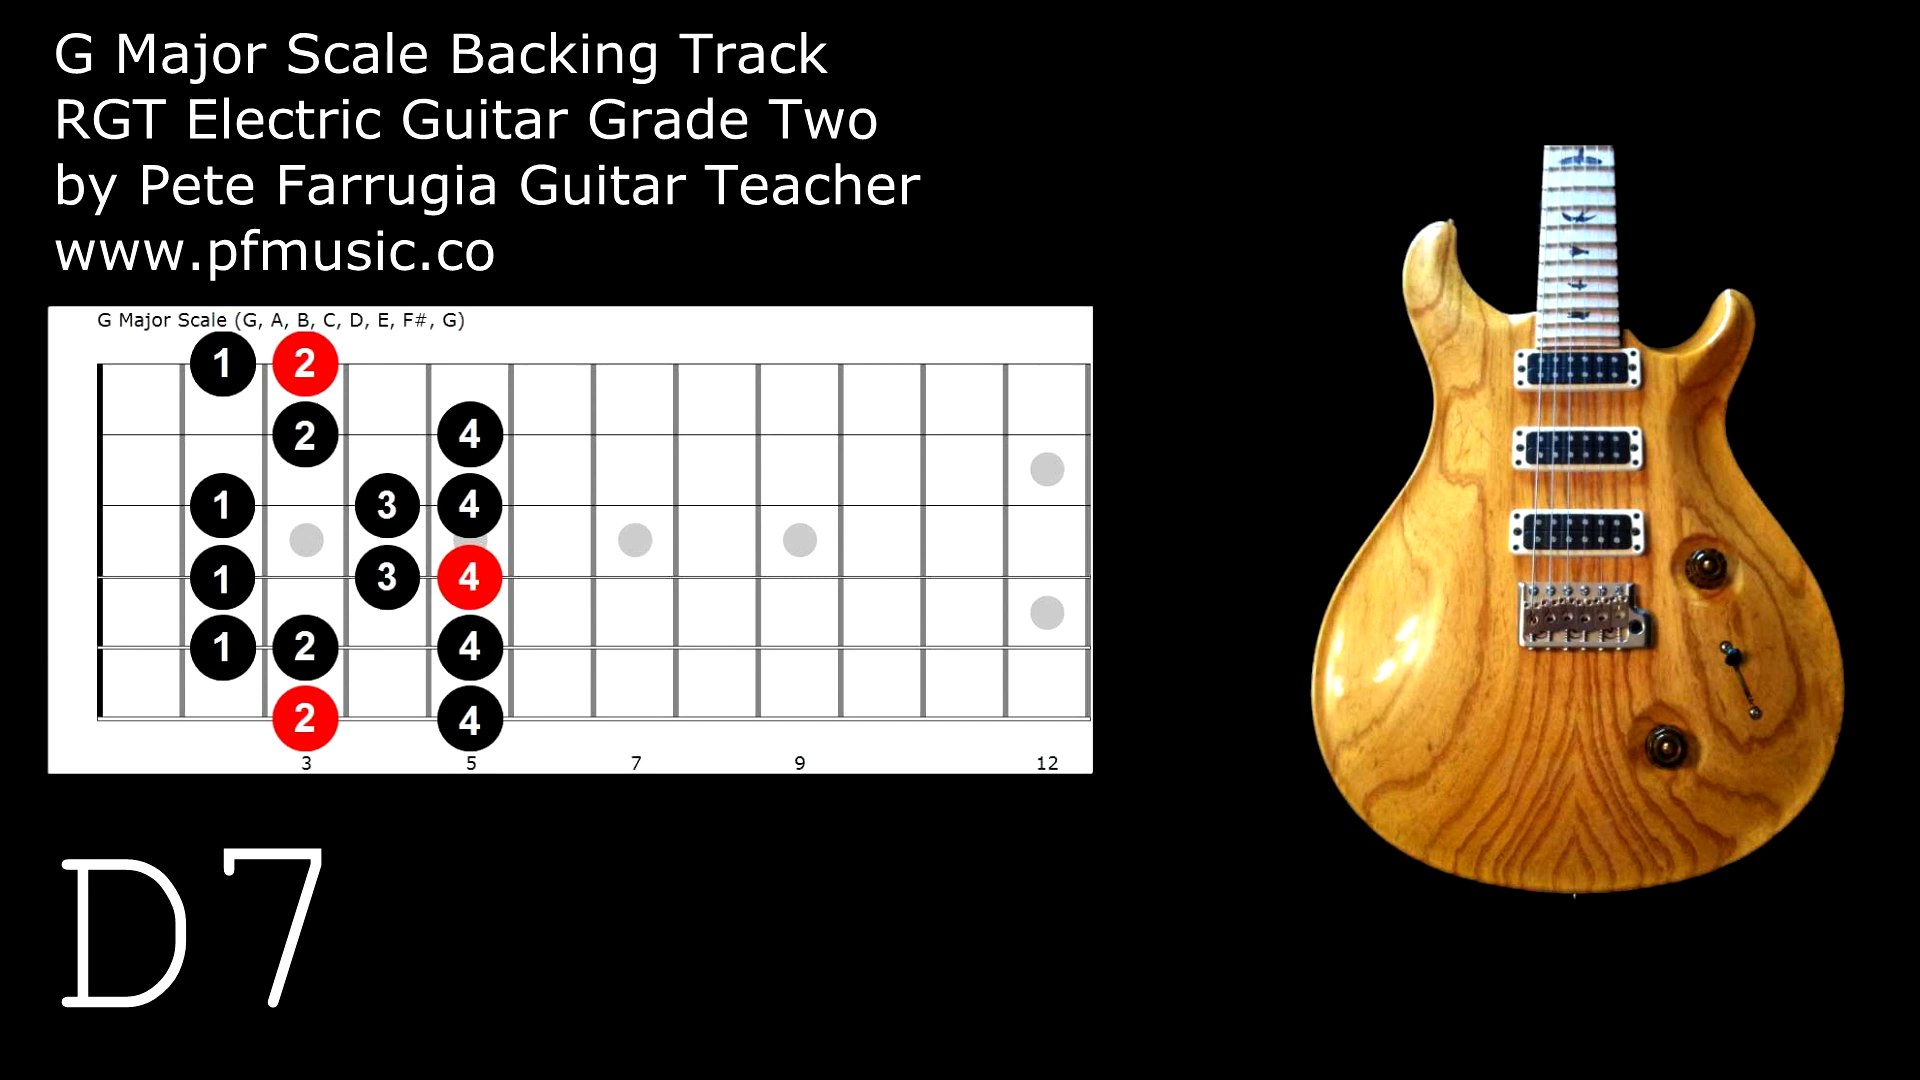 G Major Scale Backing Track
RGT Electric Guitar Grade Two
by Pete Farrugia Guitar Teacher
www.pfmusic.co
G Major Scale (G, A, B, C, D, E, F#, G)
1 2
2 4
1 3 4
1 3 4
1 2 4
2 4
3 5 7 9 12
D7